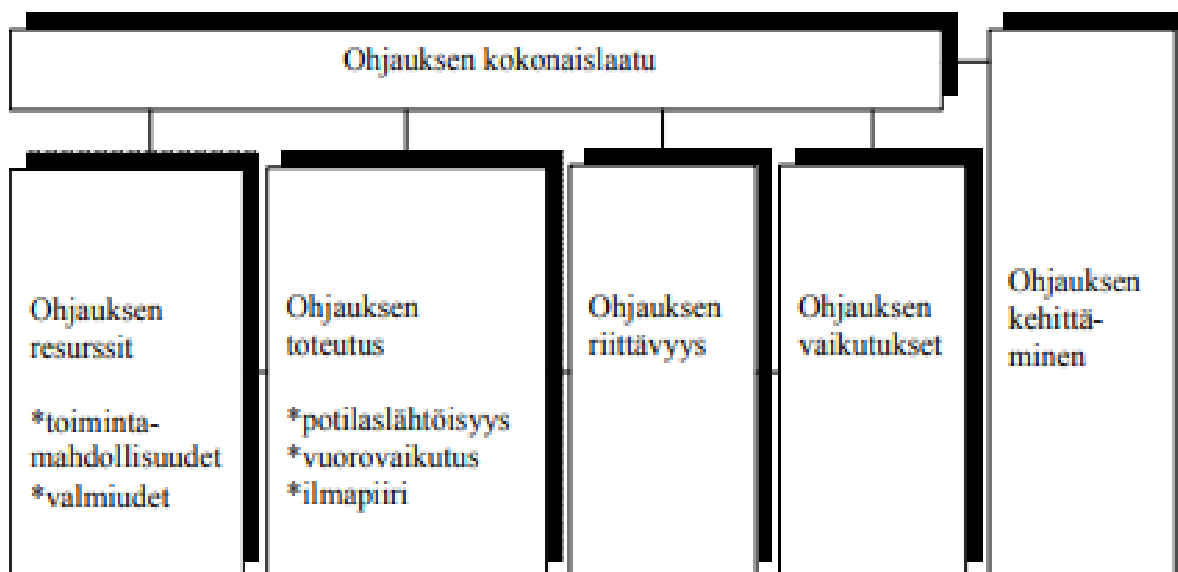 Ohjauksen kokonaislaatu
Ohjauksen
resurssit
*toiminta-
mahdollisuudet
*valmiudet
Ohjauksen
toteutus
*potilaslähtöisyys
*vuorovaikutus
*ilmapiiri
Ohjauksen
riittävyys
Ohjauksen
vaikutukset
Ohjauksen
kehittä-
minen